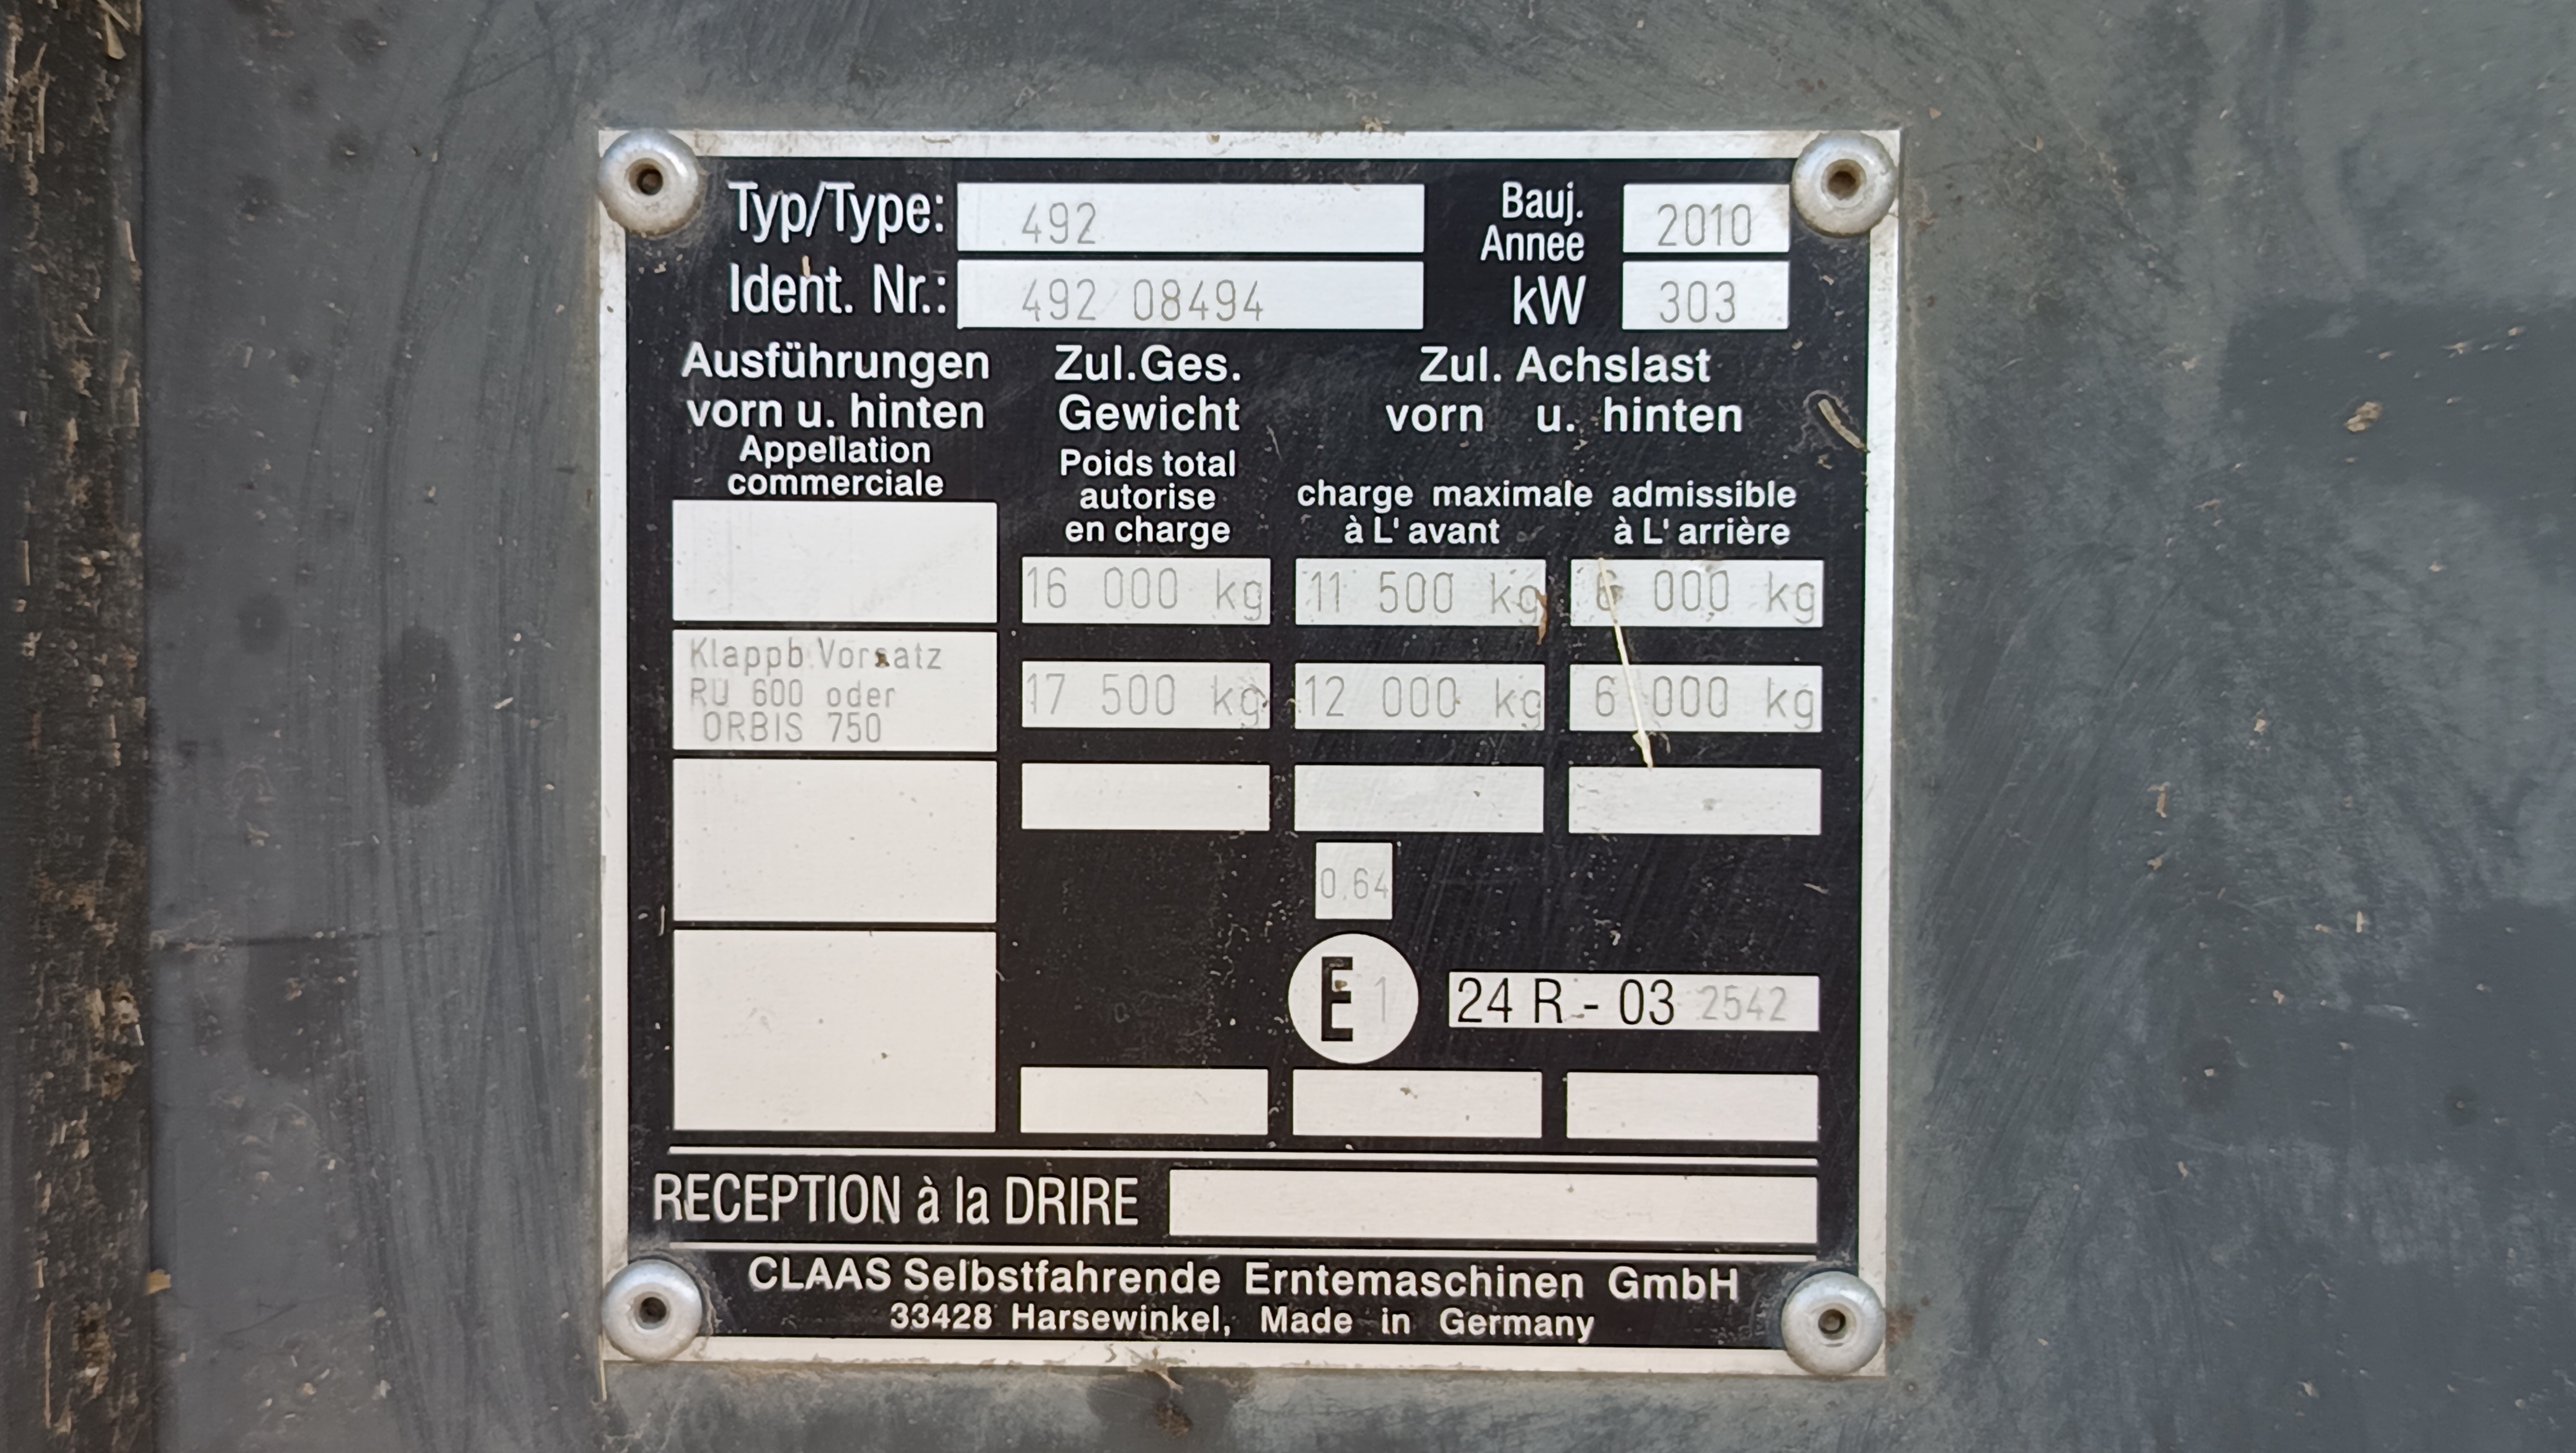 Typ/Type: 492 Bauj. Annee 2010
Ident. Nr.: 492 08494 kW 303
Ausführungen Zul.Ges. Zul. Achslast
vorn u. hinten Gewicht vorn u. hinten
Appellation Poids total
commerciale autorise charge maximale admissible
en charge à L' avant à L' arrière
16 000 kg 11 500 kg 6 000 kg
Klappb.Vorsatz
RU 600 oder 17 500 kg 12 000 kg 6 000 kg
ORBIS 750
0.64
E 1 24 R - 03 2542
RECEPTION à la DRIRE
CLAAS Selbstfahrende Erntemaschinen GmbH
33428 Harsewinkel, Made in Germany